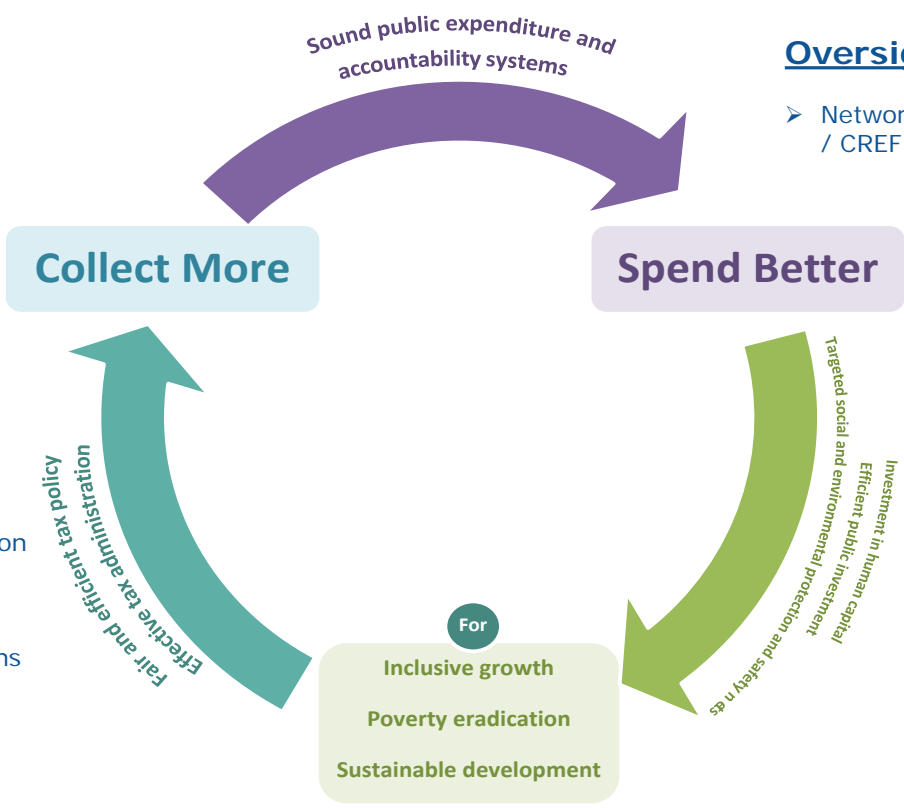 Sound public expenditure and
accountability systems
➢ Networ
/ CREF
Collect More
Spend Better
Targeted social and environmental protection and safety nets
Efficient public investment
Investment in human capital
Fair and efficient tax policy
Effective tax administration
on
ns
For
Inclusive growth
Poverty eradication
Sustainable development